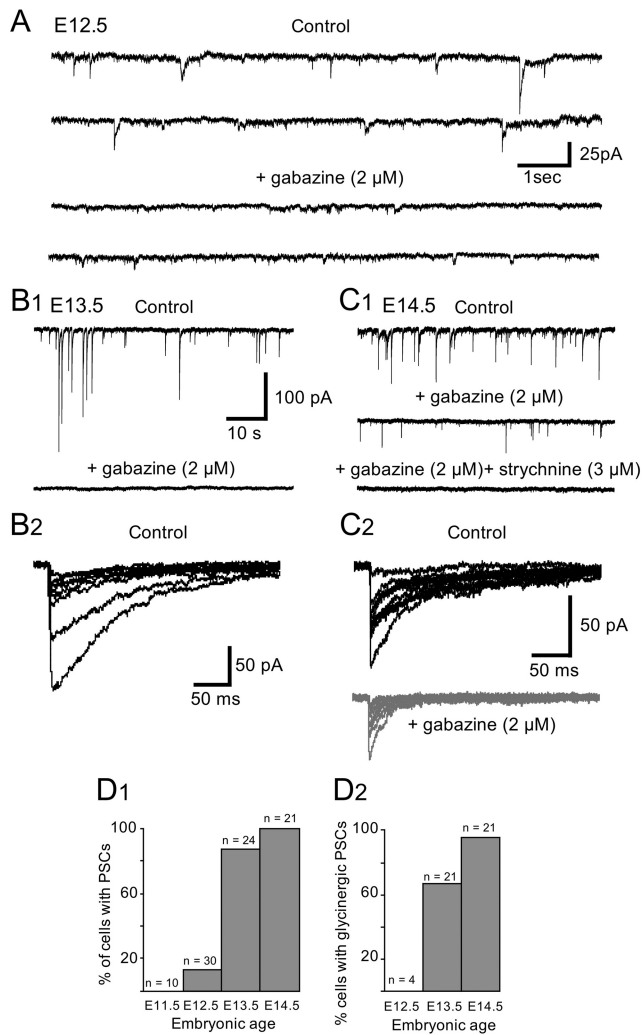 A E12.5 Control
25pA
1sec
+ gabazine (2 µM)
B1 E13.5 Control
100 pA
10 s
+ gabazine (2 µM)
C1 E14.5 Control
+ gabazine (2 µM)
+ gabazine (2 µM)+ strychnine (3 µM)
B2 Control
50 pA
50 ms
C2 Control
50 pA
50 ms
+ gabazine (2 µM)
D1
% of cells with PSCs
100
60
20
n = 10
n = 30
n = 24
n = 21
E11.5 E12.5 E13.5 E14.5
Embryonic age
D2
% cells with glycinergic PSCs
100
60
20
n = 4
n = 21
n = 21
E12.5 E13.5 E14.5
Embryonic age